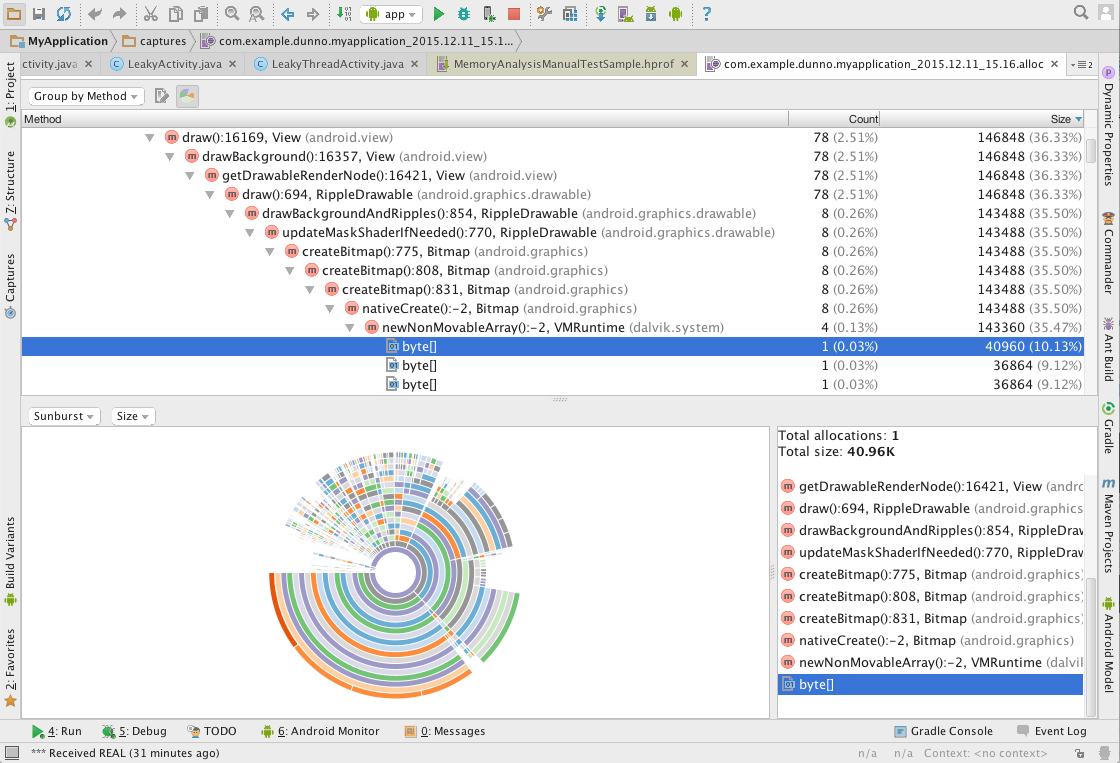 app
?
MyApplication
captures
com.example.dunno.myapplication_2015.12.11_15.1...
ctivity.java
LeakyActivity.java
LeakyThreadActivity.java
MemoryAnalysisManualTestSample.hprof
com.example.dunno.myapplication_2015.12.11_15.16.alloc
2
Group by Method
Method Count Size
draw():16169, View (android.view) 78 (2.51%) 146848 (36.33%)
drawBackground():16357, View (android.view) 78 (2.51%) 146848 (36.33%)
getDrawableRenderNode():16421, View (android.view) 78 (2.51%) 146848 (36.33%)
draw():694, RippleDrawable (android.graphics.drawable) 78 (2.51%) 146848 (36.33%)
drawBackgroundAndRipples():854, RippleDrawable (android.graphics.drawable) 8 (0.26%) 143488 (35.50%)
updateMaskShaderIfNeeded():770, RippleDrawable (android.graphics.drawable) 8 (0.26%) 143488 (35.50%)
createBitmap():775, Bitmap (android.graphics) 8 (0.26%) 143488 (35.50%)
createBitmap():808, Bitmap (android.graphics) 8 (0.26%) 143488 (35.50%)
createBitmap():831, Bitmap (android.graphics) 8 (0.26%) 143488 (35.50%)
nativeCreate():-2, Bitmap (android.graphics) 8 (0.26%) 143488 (35.50%)
newNonMovableArray():-2, VMRuntime (dalvik.system) 4 (0.13%) 143360 (35.47%)
byte[] 1 (0.03%) 40960 (10.13%)
byte[] 1 (0.03%) 36864 (9.12%)
byte[] 1 (0.03%) 36864 (9.12%)
Sunburst
Size
Total allocations: 1
Total size: 40.96K
getDrawableRenderNode():16421, View (andro
draw():694, RippleDrawable (android.graphics
drawBackgroundAndRipples():854, RippleDraw
updateMaskShaderIfNeeded():770, RippleDraw
createBitmap():775, Bitmap (android.graphics)
createBitmap():808, Bitmap (android.graphics)
createBitmap():831, Bitmap (android.graphics)
nativeCreate():-2, Bitmap (android.graphics)
newNonMovableArray():-2, VMRuntime (dalvik
byte[]
1: Project
7: Structure
Captures
Build Variants
2: Favorites
Dynamic Properties
Commander
Ant Build
Gradle
Maven Projects
Android Model
4: Run
5: Debug
TODO
6: Android Monitor
0: Messages
Gradle Console
Event Log
*** Received REAL (31 minutes ago)
n/a
n/a
Context: <no context>